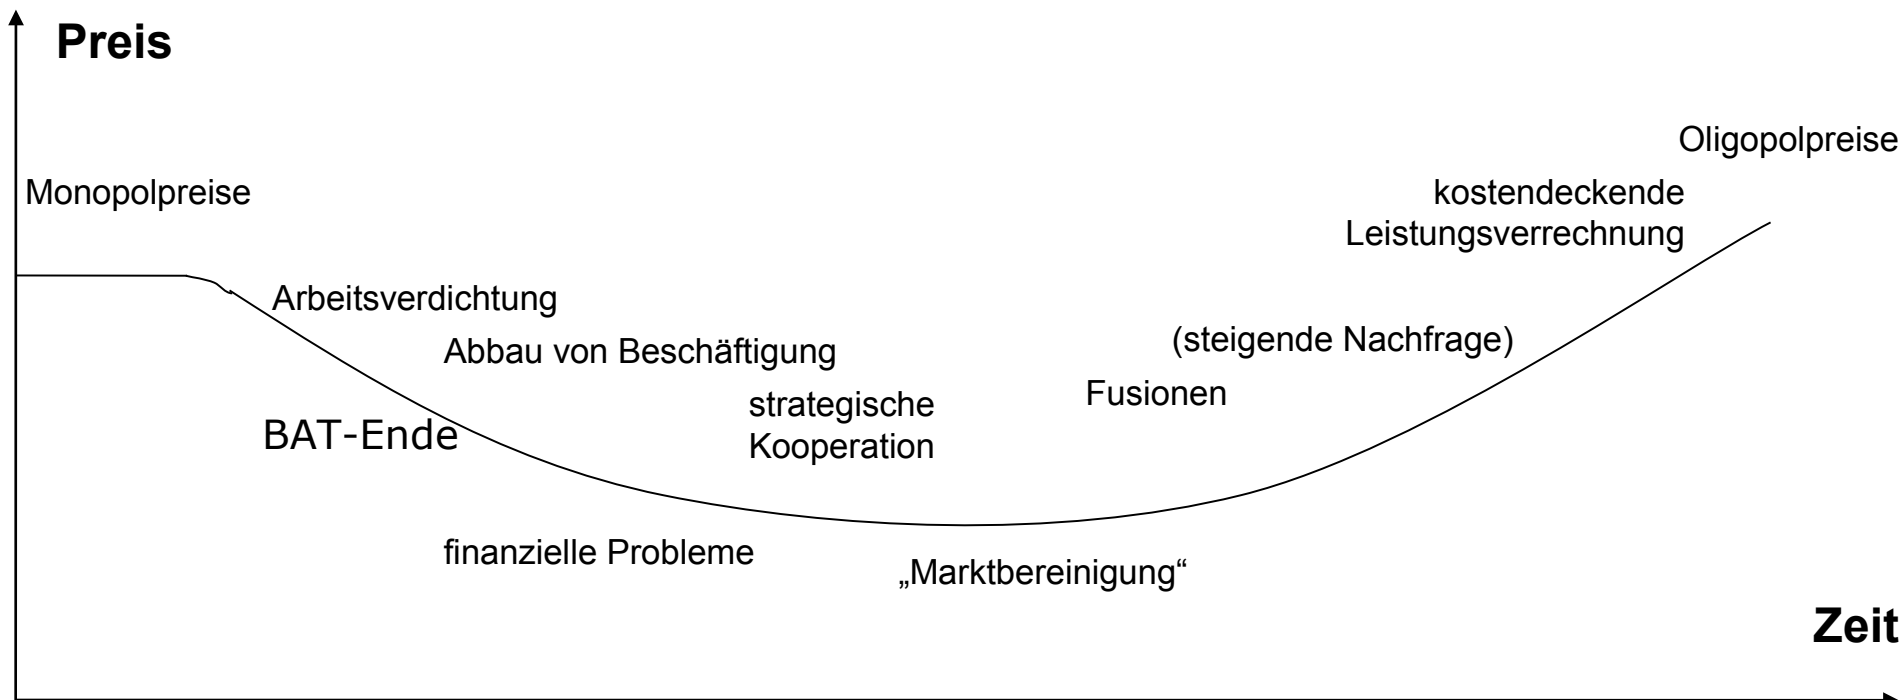 Preis
Oligopolpreise
Monopolpreise
kostendeckende
Leistungsverrechnung
Arbeitsverdichtung
Abbau von Beschäftigung
(steigende Nachfrage)
strategische
Kooperation
Fusionen
BAT-Ende
finanzielle Probleme
„Marktbereinigung“
Zeit